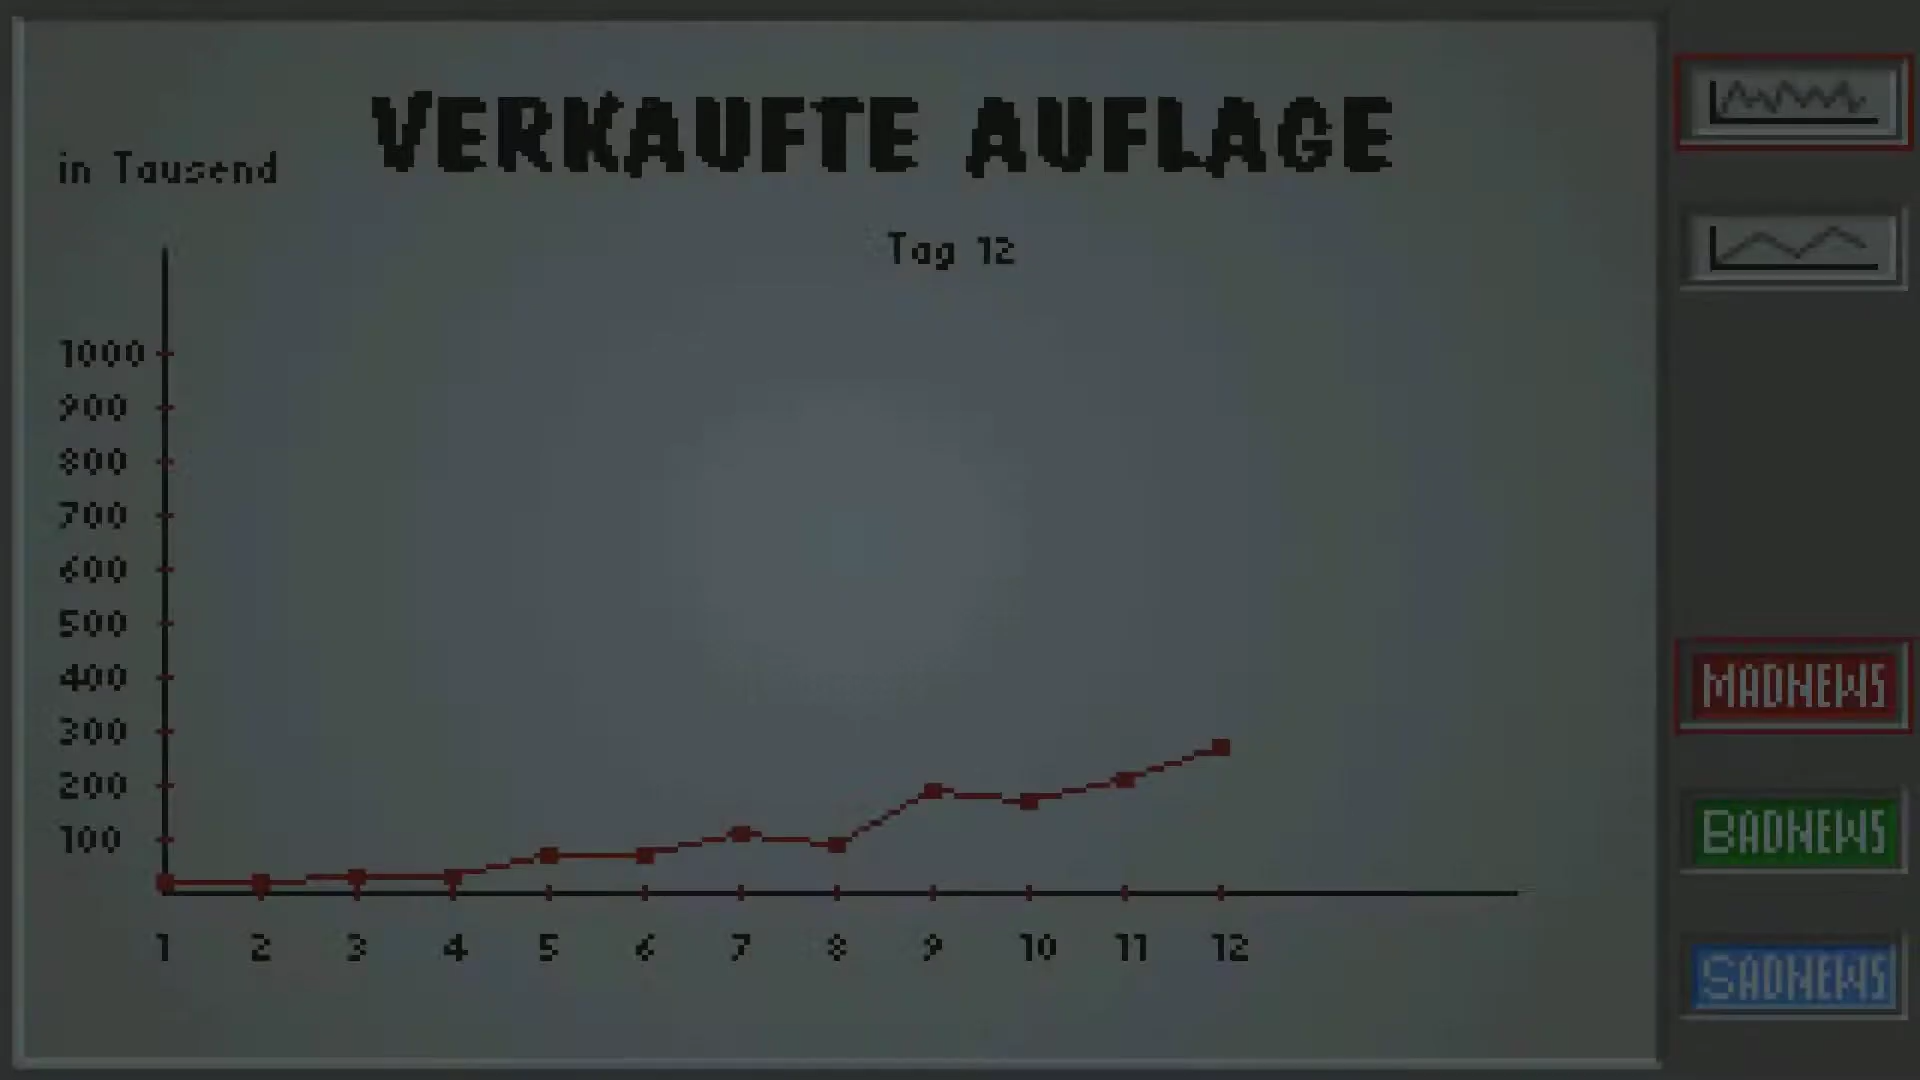 VERKAUFTE AUFLAGE
in Tausend
Tag 12
1000
900
800
700
600
500
400
300
200
100
1 2 3 4 5 6 7 8 9 10 11 12
MADNEWS
BADNEWS
SADNEWS